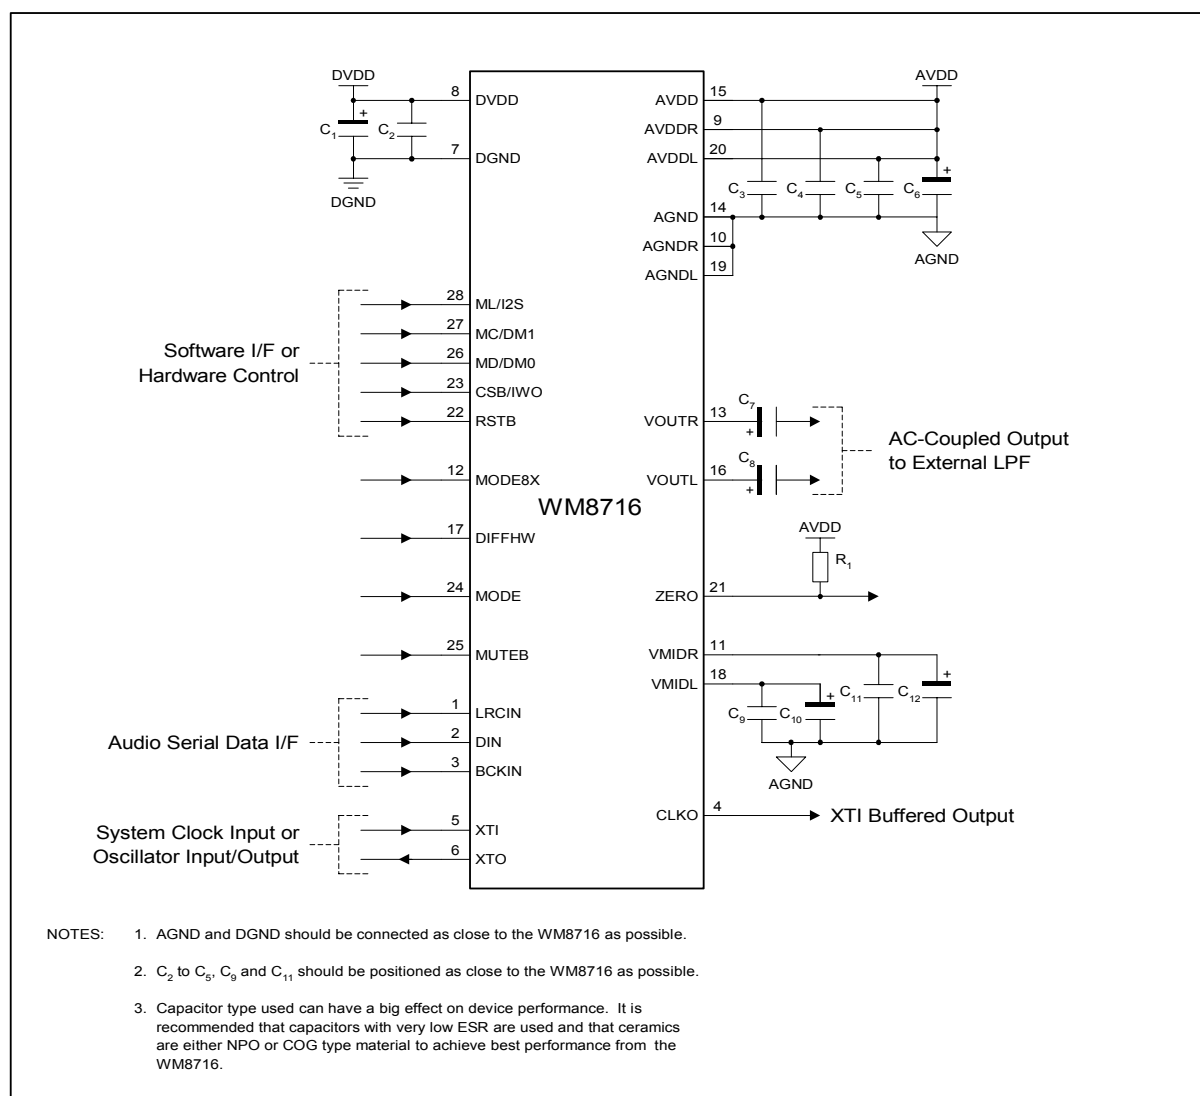 DVDD
AVDD
8 DVDD
AVDD 15
+
C1
C2
AVDDR 9
7 DGND
AVDDL 20
DGND
C3
C4
C5
C6
+
AGND 14
AGNDR 10
AGND
AGNDL 19
28 ML/I2S
27 MC/DM1
Software I/F or
Hardware Control
26 MD/DM0
23 CSB/IWO
22 RSTB
VOUTR 13
C7
+
AC-Coupled Output
to External LPF
12 MODE8X
VOUTL 16
C8
+
WM8716
17 DIFFHW
AVDD
R1
24 MODE
ZERO 21
25 MUTEB
VMIDR 11
VMIDL 18
C9
C10
+
C11
C12
+
AGND
Audio Serial Data I/F
1 LRCIN
2 DIN
3 BCKIN
CLKO 4
XTI Buffered Output
System Clock Input or
Oscillator Input/Output
5 XTI
6 XTO
NOTES: 1. AGND and DGND should be connected as close to the WM8716 as possible.
2. C2 to C5, C9 and C11 should be positioned as close to the WM8716 as possible.
3. Capacitor type used can have a big effect on device performance. It is
recommended that capacitors with very low ESR are used and that ceramics
are either NPO or COG type material to achieve best performance from the
WM8716.